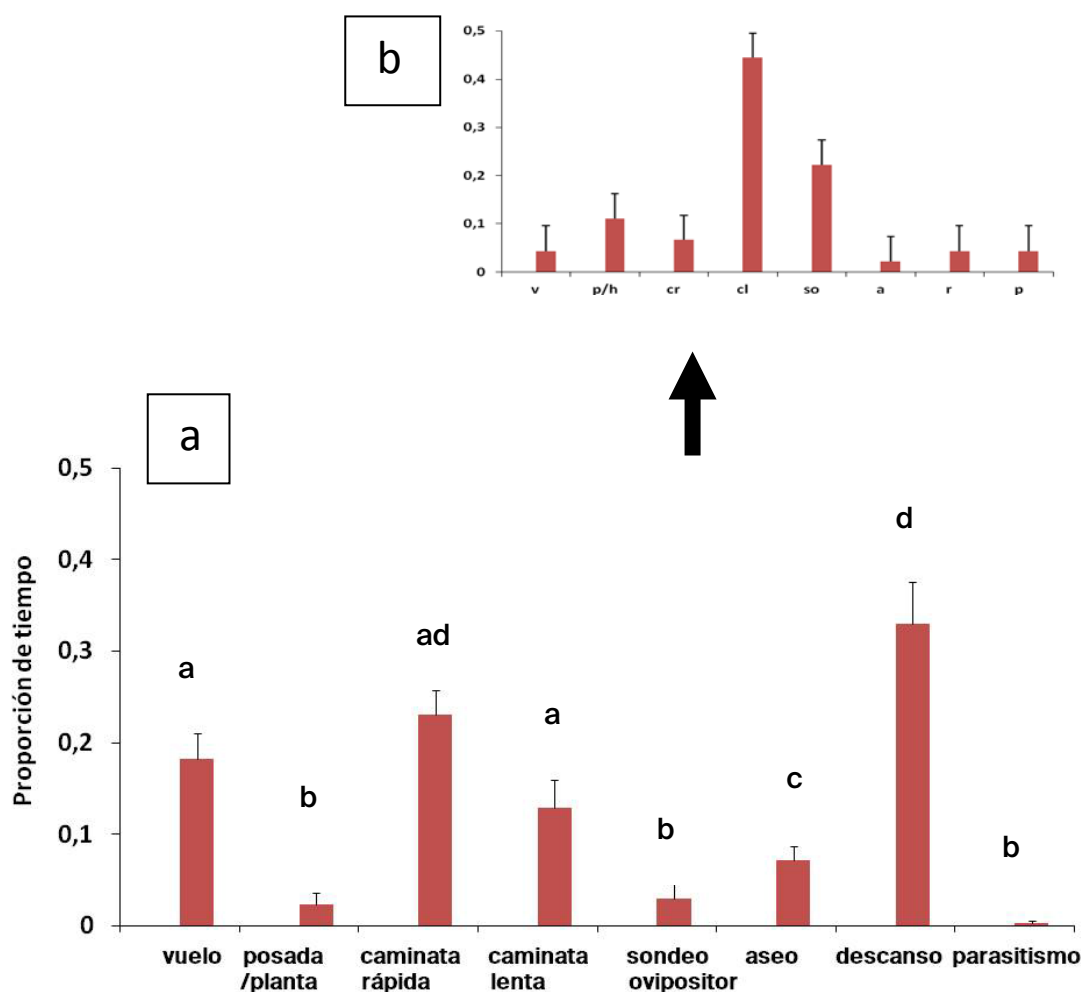 b
0,5
0,4
0,3
0,2
0,1
0
v p/h cr cl so a r p
a
Proporción de tiempo
0,5
0,4
0,3
0,2
0,1
0
a
b
ad
a
b
c
d
b
vuelo posada caminata caminata sondeo aseo descanso parasitismo
/planta rápida lenta ovipositor